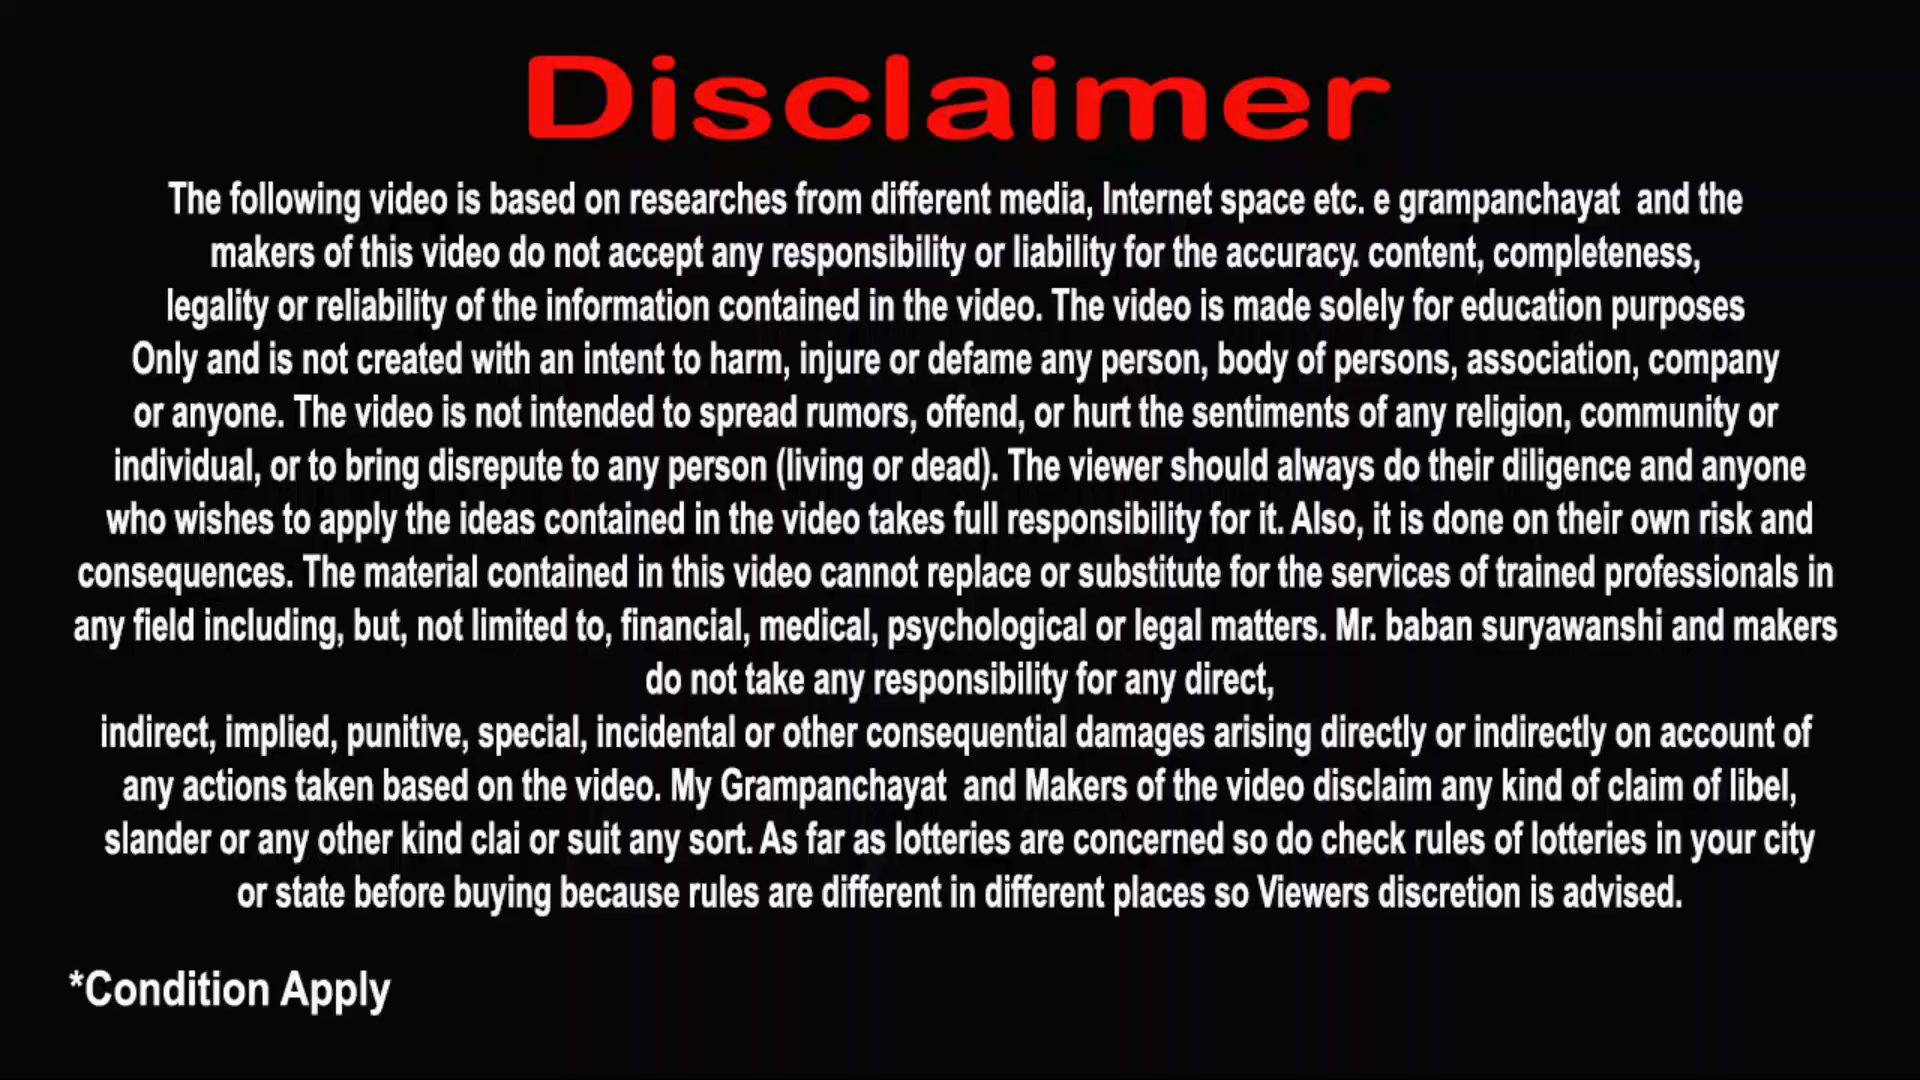 Disclaimer
The following video is based on researches from different media, Internet space etc. e grampanchayat and the
makers of this video do not accept any responsibility or liability for the accuracy. content, completeness,
legality or reliability of the information contained in the video. The video is made solely for education purposes
Only and is not created with an intent to harm, injure or defame any person, body of persons, association, company
or anyone. The video is not intended to spread rumors, offend, or hurt the sentiments of any religion, community or
individual, or to bring disrepute to any person (living or dead). The viewer should always do their diligence and anyone
who wishes to apply the ideas contained in the video takes full responsibility for it. Also, it is done on their own risk and
consequences. The material contained in this video cannot replace or substitute for the services of trained professionals in
any field including, but, not limited to, financial, medical, psychological or legal matters. Mr. baban suryawanshi and makers
do not take any responsibility for any direct,
indirect, implied, punitive, special, incidental or other consequential damages arising directly or indirectly on account of
any actions taken based on the video. My Grampanchayat and Makers of the video disclaim any kind of claim of libel,
slander or any other kind clai or suit any sort. As far as lotteries are concerned so do check rules of lotteries in your city
or state before buying because rules are different in different places so Viewers discretion is advised.
*Condition Apply